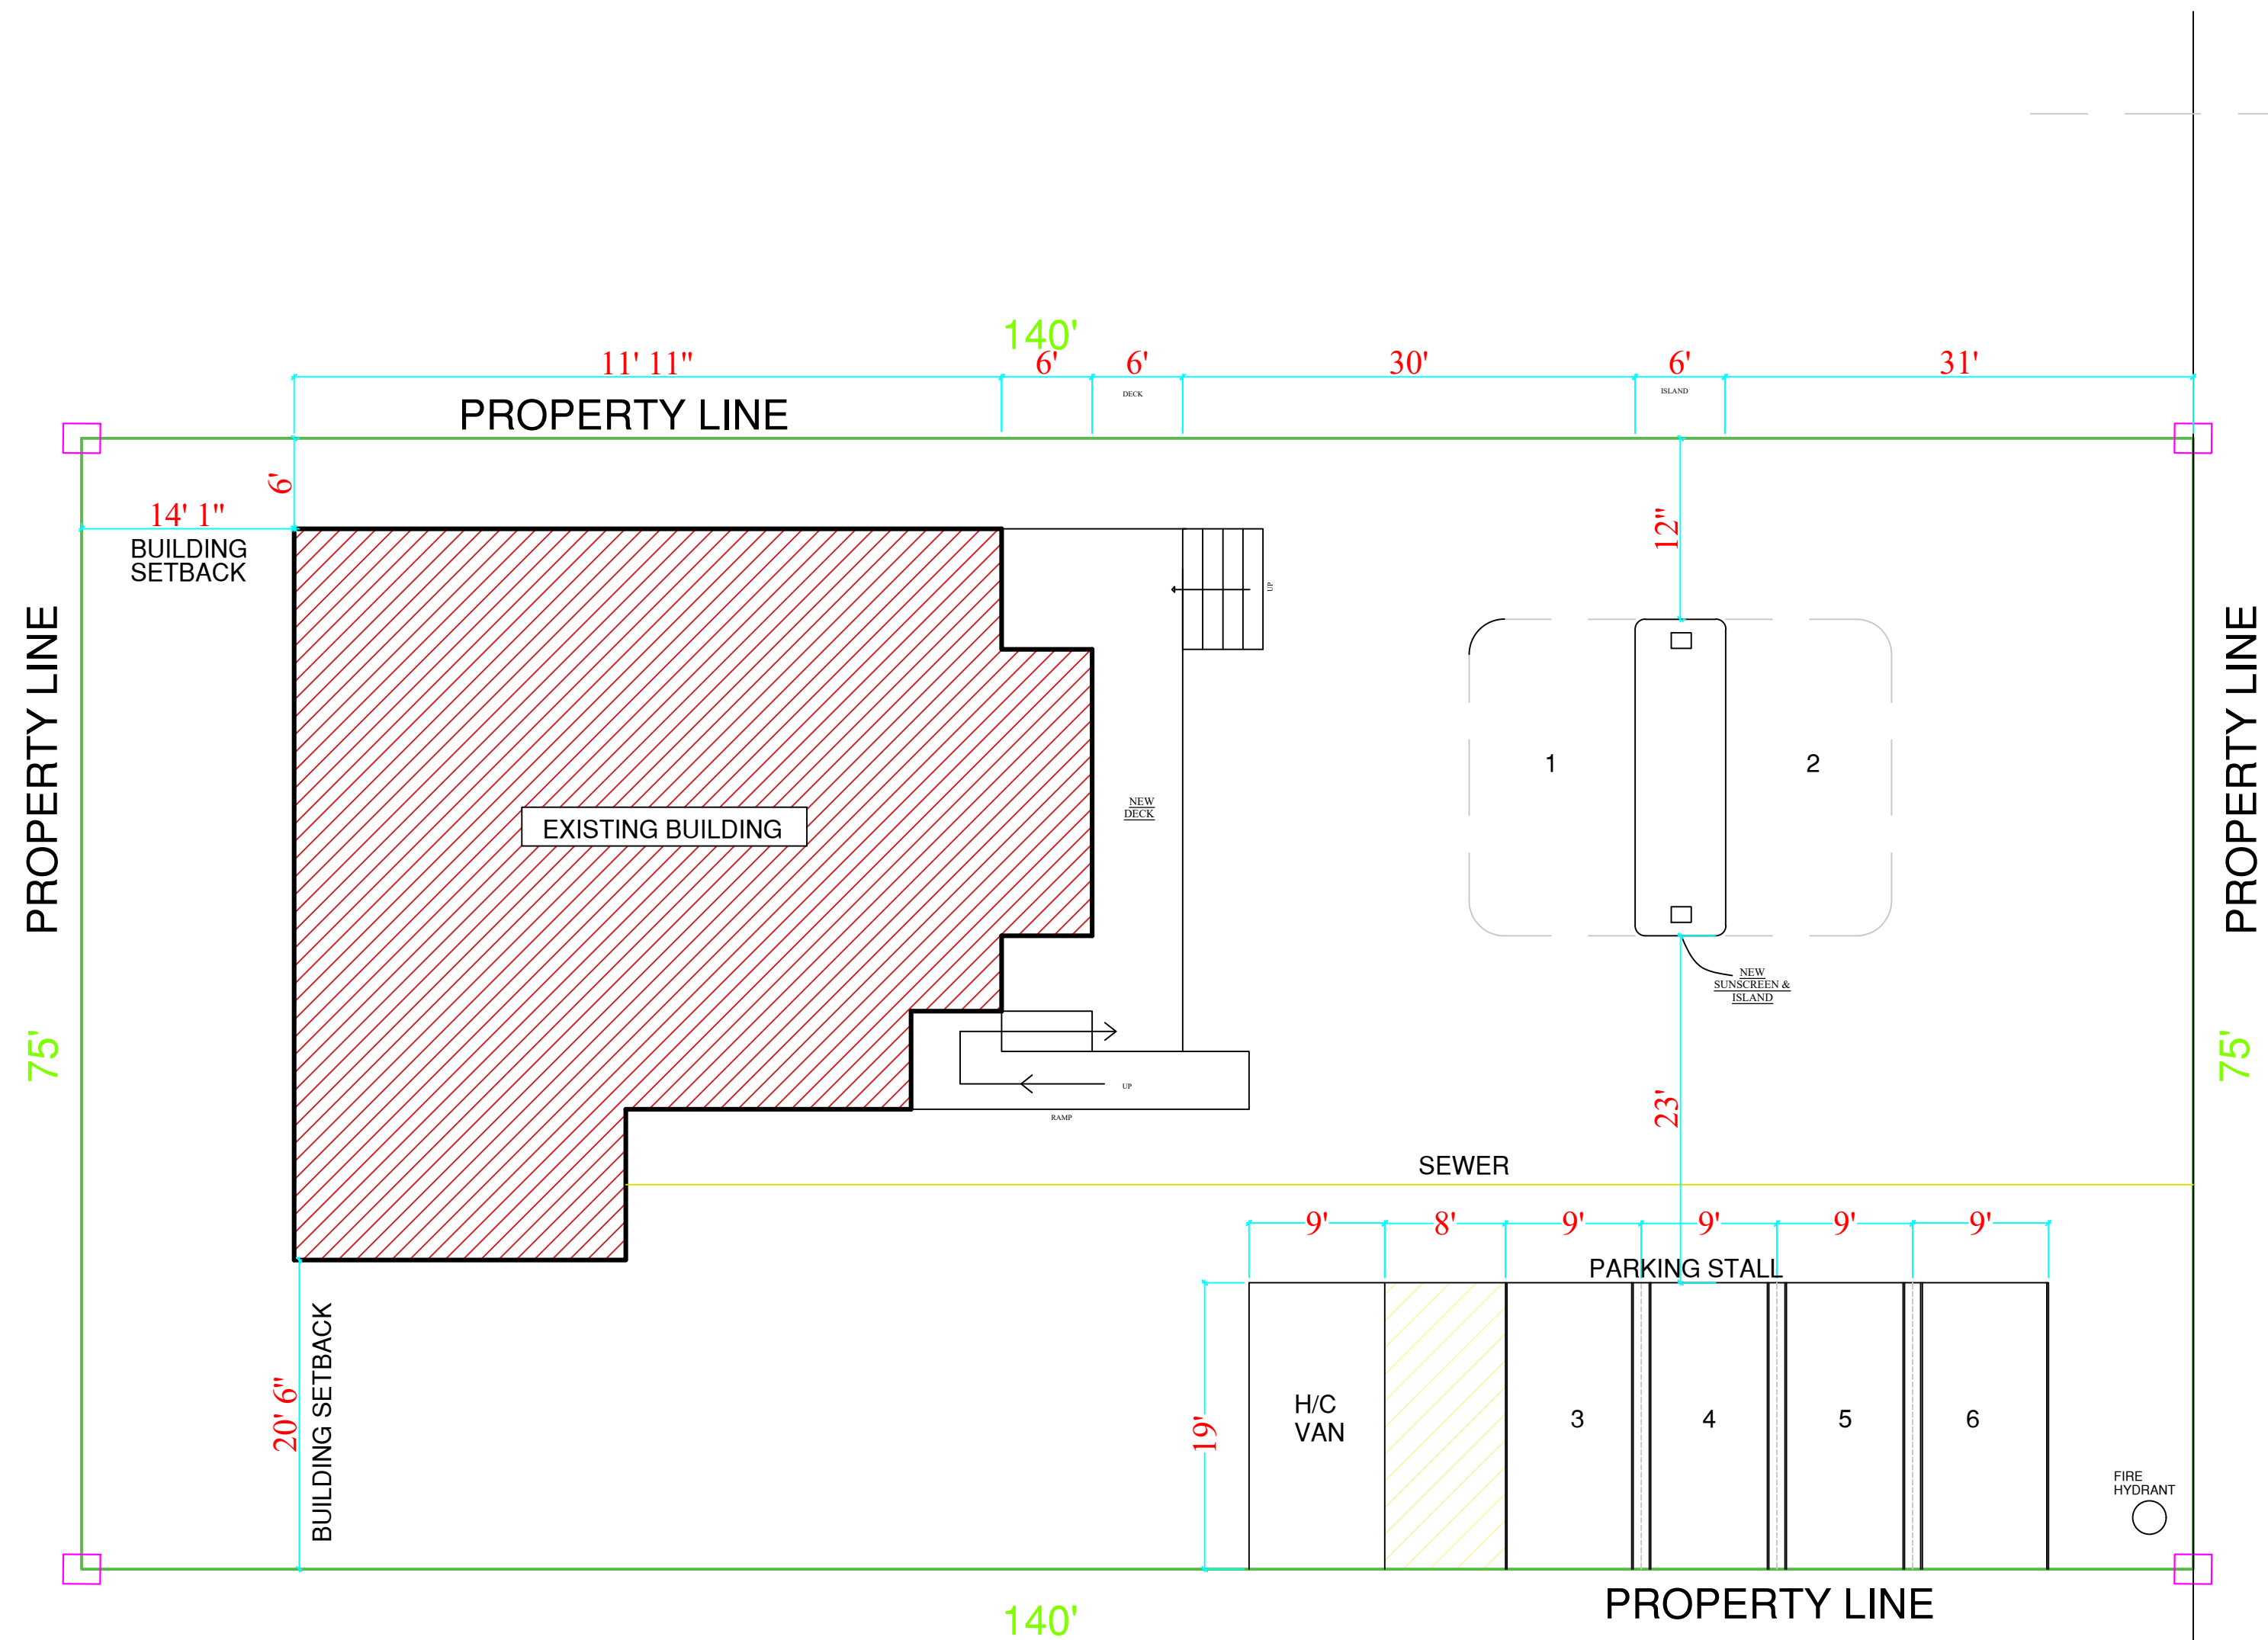 140'
11' 11"
6'
6'
30'
6'
31'
DECK
ISLAND
PROPERTY LINE
6'
14' 1"
BUILDING
SETBACK
12"
UP
PROPERTY LINE
PROPERTY LINE
1
2
NEW
DECK
EXISTING BUILDING
NEW
SUNSCREEN &
ISLAND
75'
75'
UP
RAMP
23'
SEWER
9'
8'
9'
9'
9'
9'
PARKING STALL
20' 6"
BUILDING SETBACK
19'
H/C
VAN
3
4
5
6
FIRE
HYDRANT
140'
PROPERTY LINE